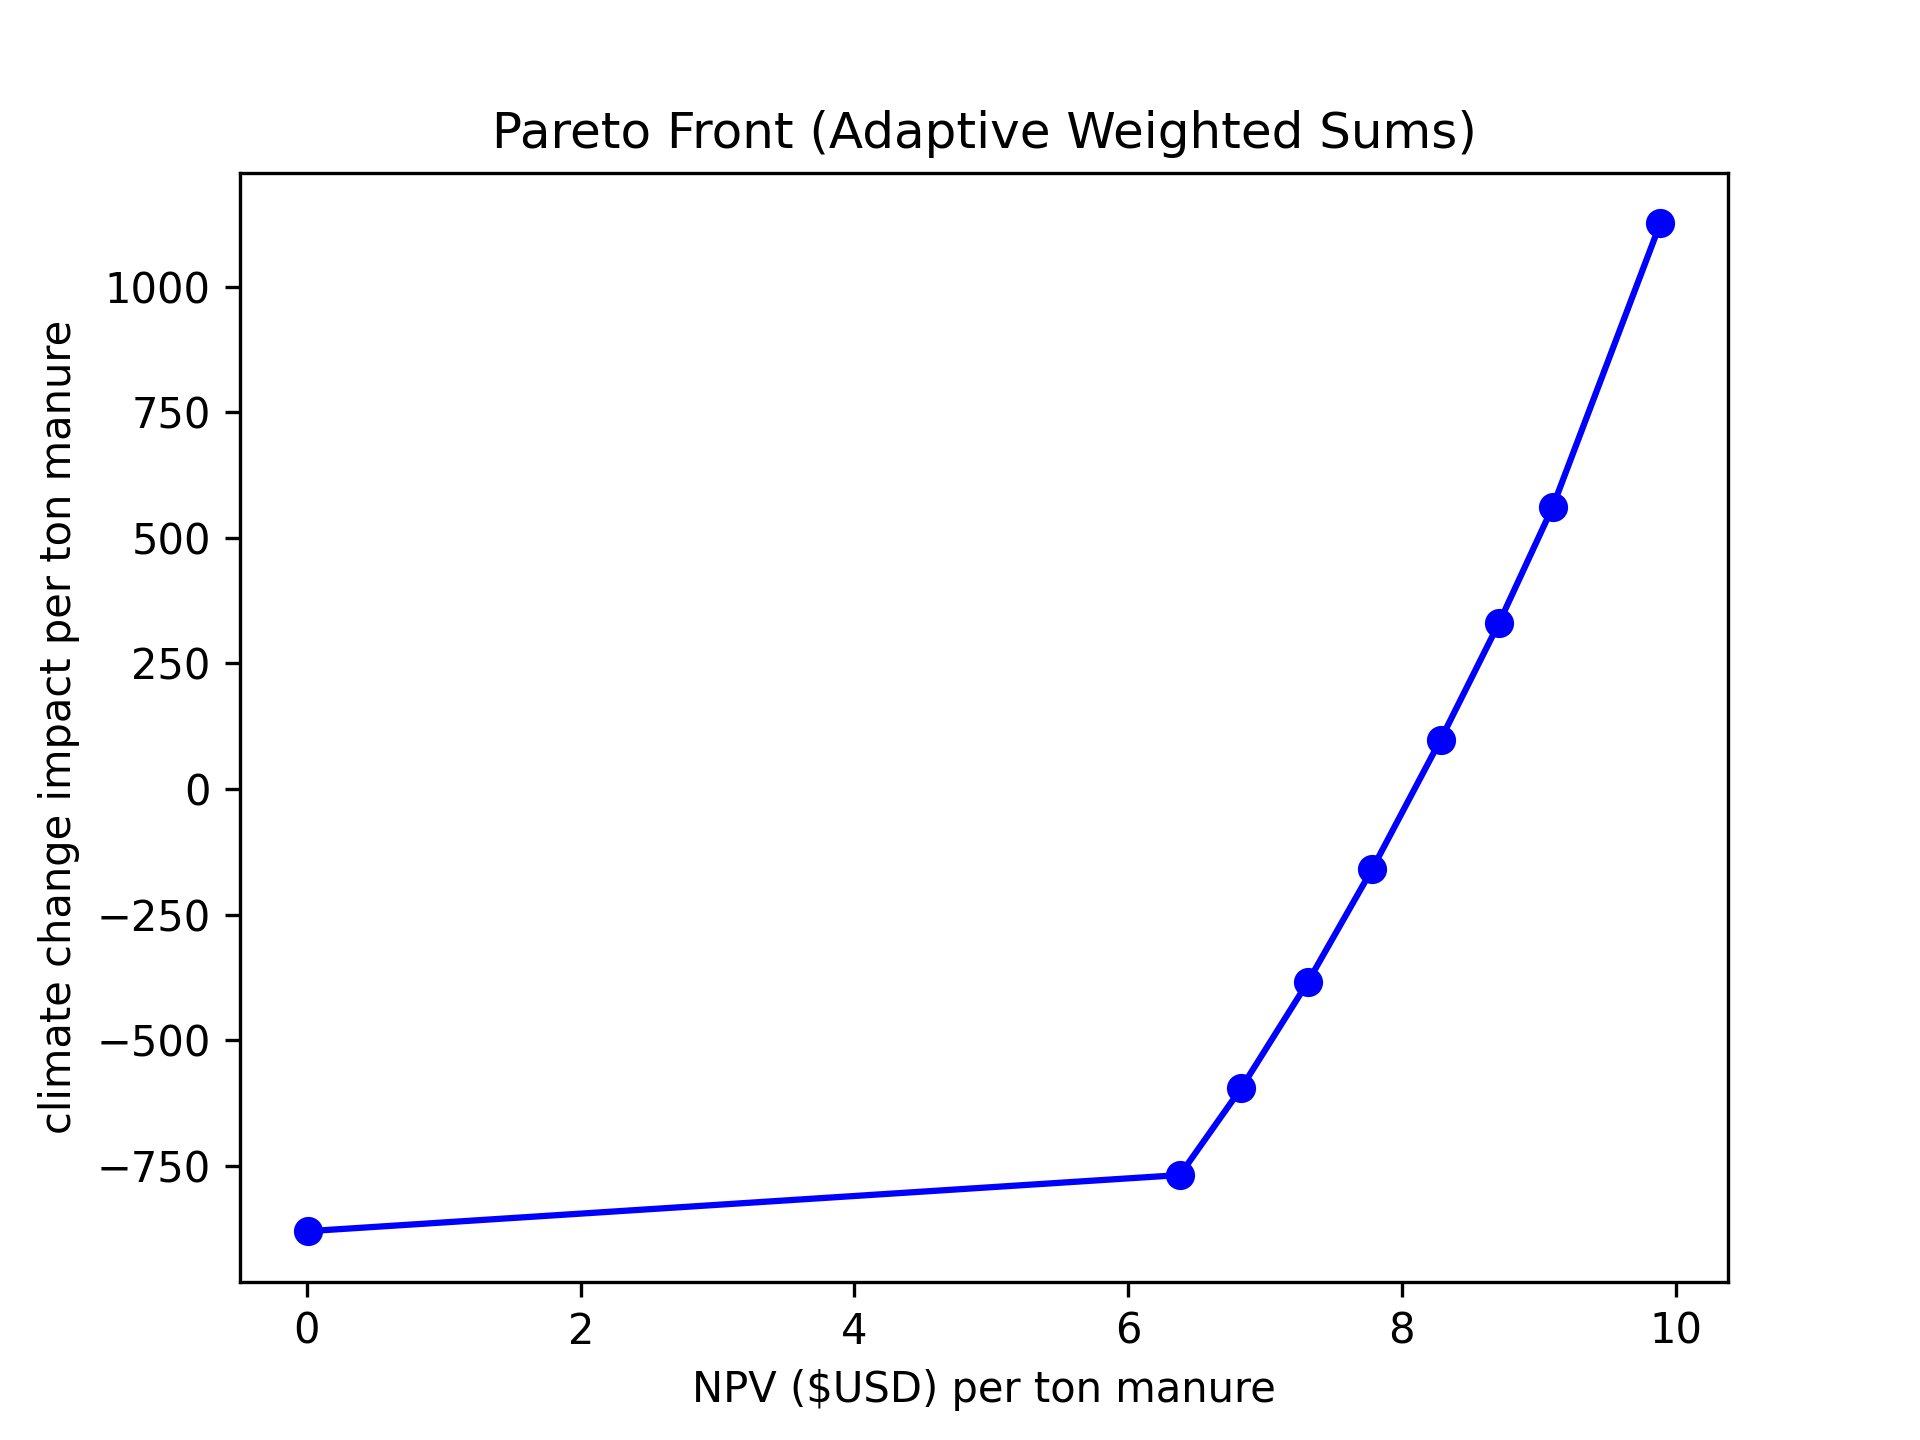 Pareto Front (Adaptive Weighted Sums)
climate change impact per ton manure
1000
750
500
250
0
−250
−500
−750
0 2 4 6 8 10
NPV ($USD) per ton manure